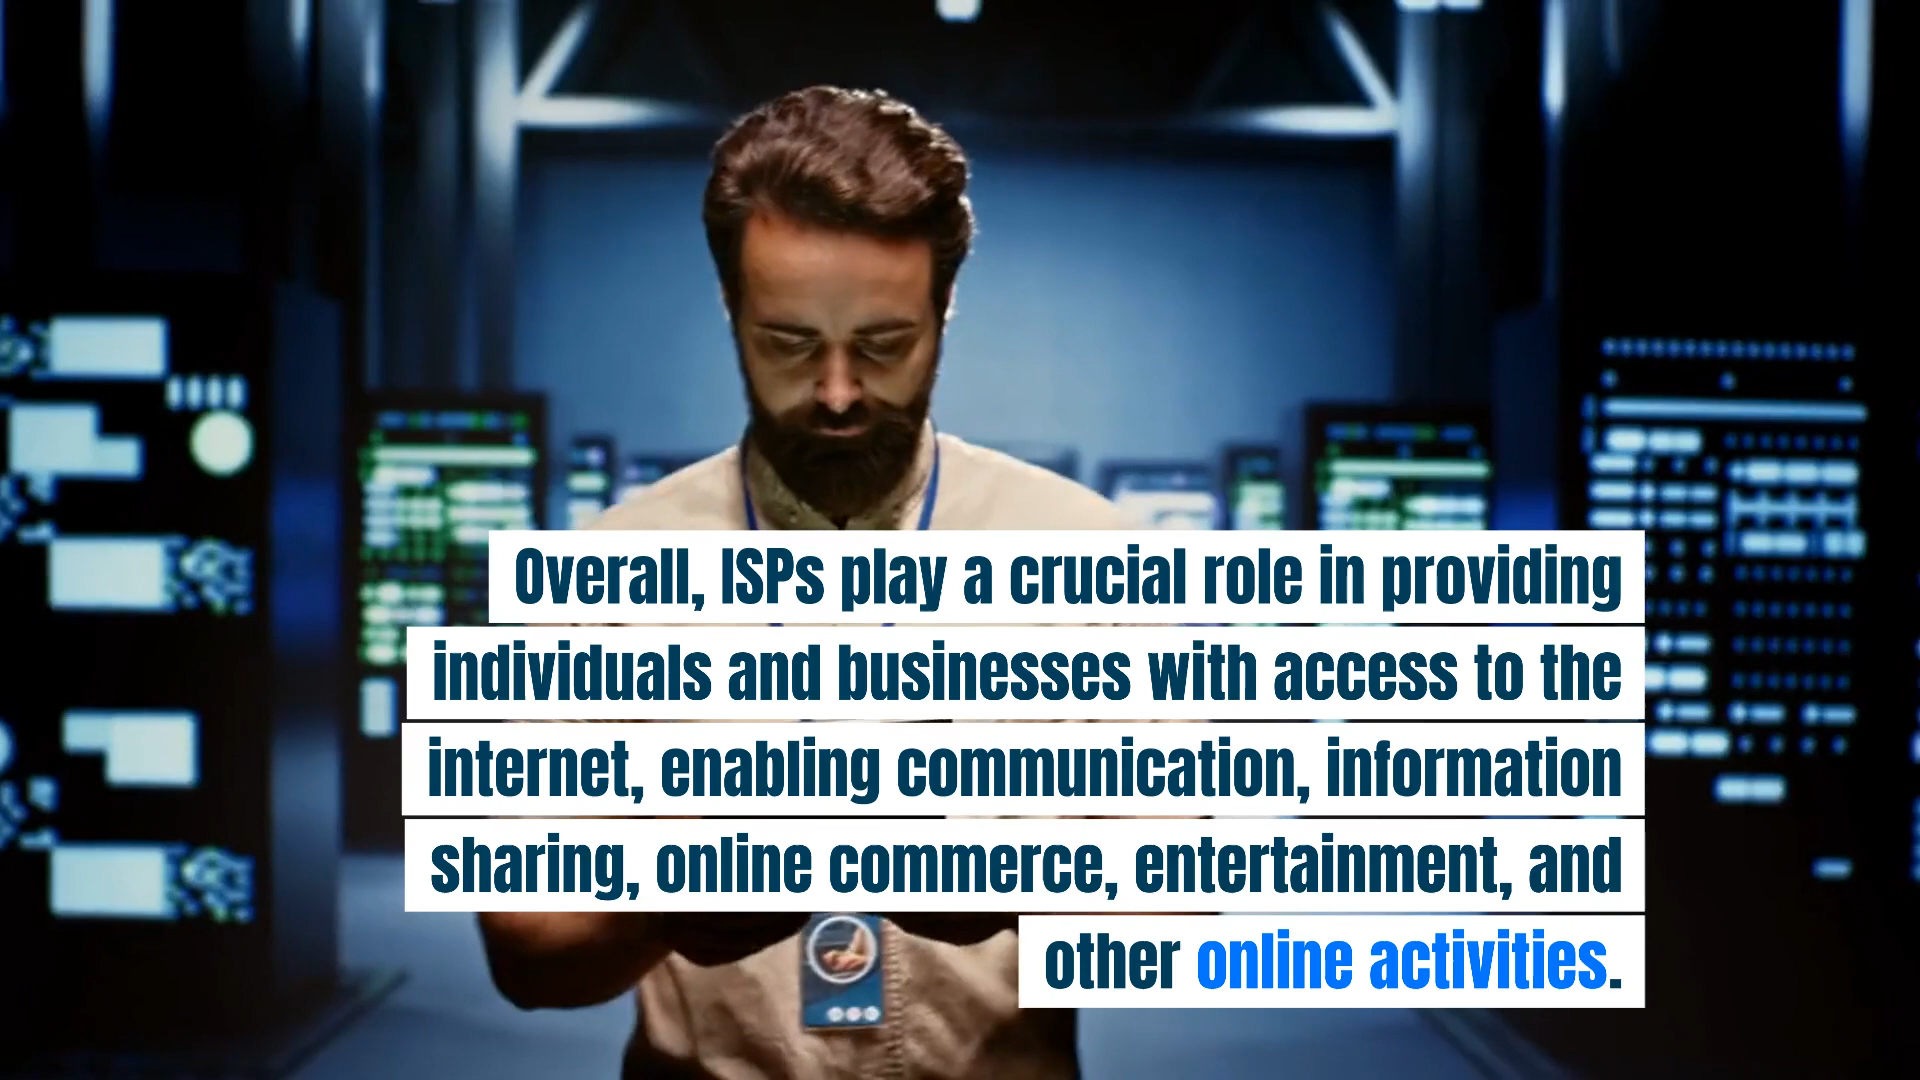 Overall, ISPs play a crucial role in providing
individuals and businesses with access to the
internet, enabling communication, information
sharing, online commerce, entertainment, and
other online activities.